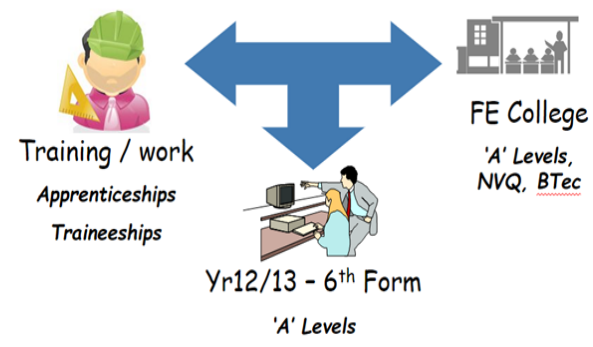 Training / work
Apprenticeships
Traineeships
FE College
‘A’ Levels,
NVQ, BTec
Yr12/13 – 6th Form
‘A’ Levels